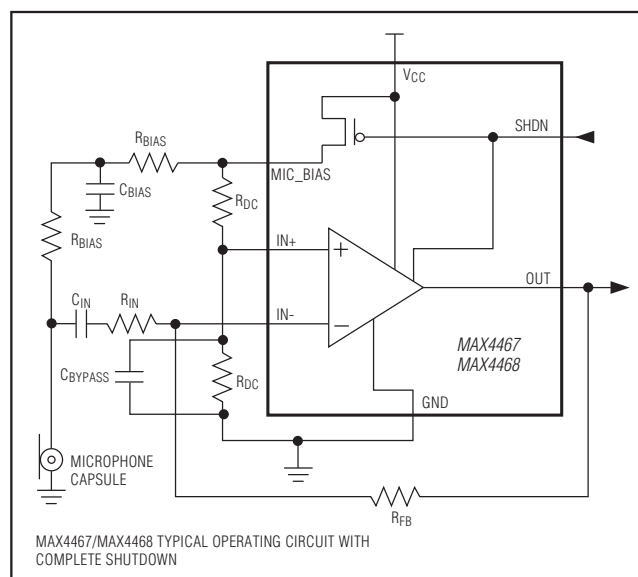 VCC
SHDN
RBIAS
MIC_BIAS
CBIAS
RDC
RBIAS
IN+
+
OUT
CIN
RIN
IN-
−
MAX4467
MAX4468
CBYPASS
RDC
GND
MICROPHONE
CAPSULE
RFB
MAX4467/MAX4468 TYPICAL OPERATING CIRCUIT WITH
COMPLETE SHUTDOWN